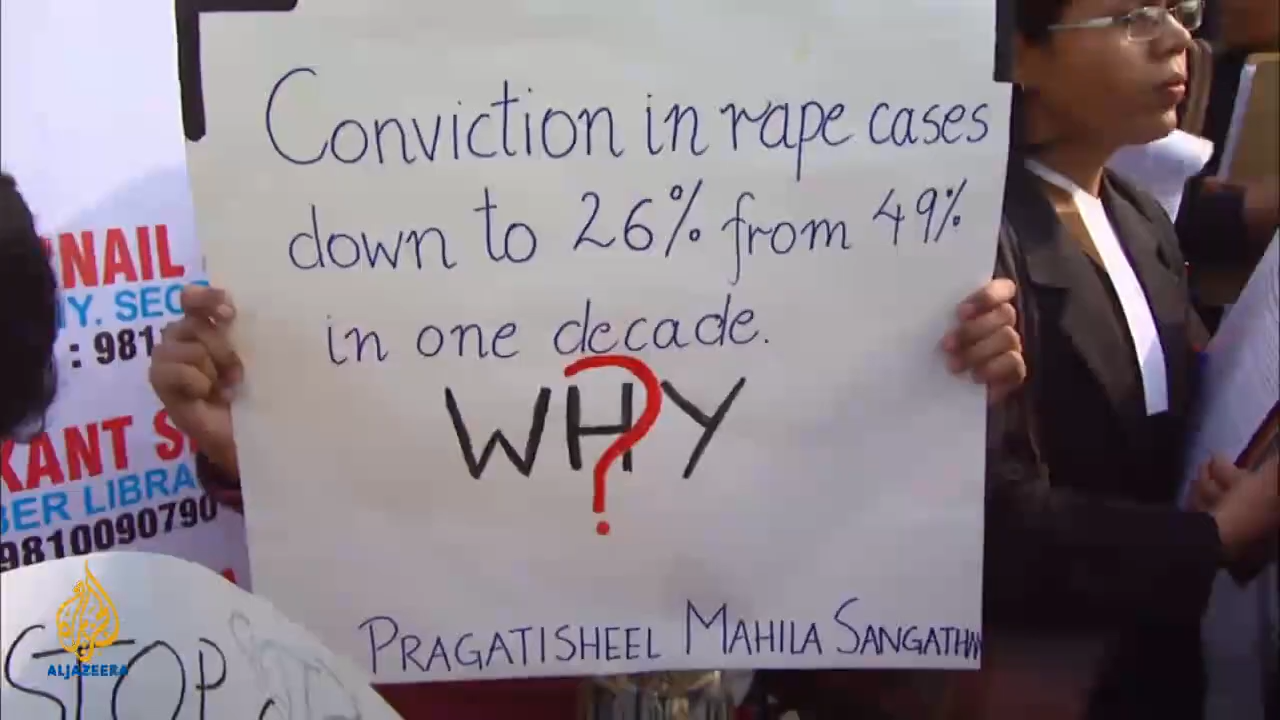 Conviction in rape cases
down to 26% from 49%
in one decade.
WHY
?
PRAGATISHEEL MAHILA SANGATHAN
NAIL
Y. SEC
: 981
KANT S
BER LIBRA
9810090790
STOP
ALJAZEERA